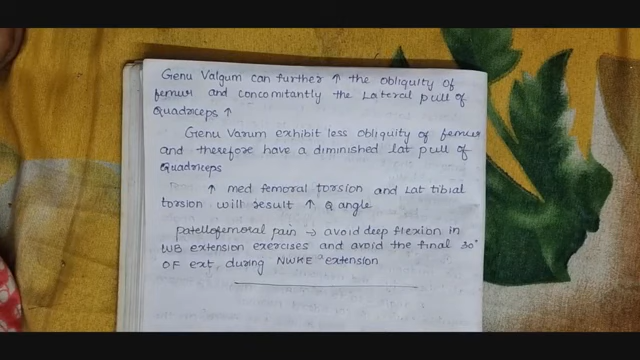 Genu Valgum can further ↑ the obliquity of
femur and concomitantly the Lateral pull of
Quadriceps ↑
Genu Varum exhibit less obliquity of femur
and therefore have a diminished lat pull of
Quadriceps
↑ med femoral torsion and Lat tibial
torsion will result ↑ Q angle
patellofemoral pain → avoid deep flexion in
WB extension exercises and avoid the final 30°
OF ext, during NWKE extension